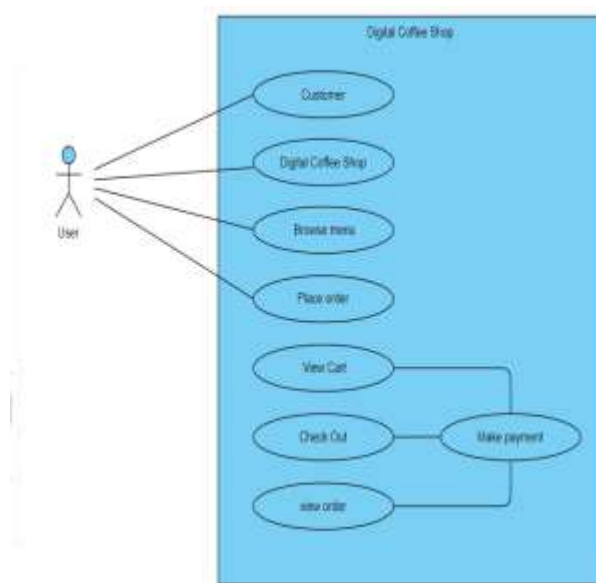 Digital Coffee Shop
Customer
Digital Coffee Shop
User
Browse menu
Place order
View Cart
Check Out
Make payment
view order